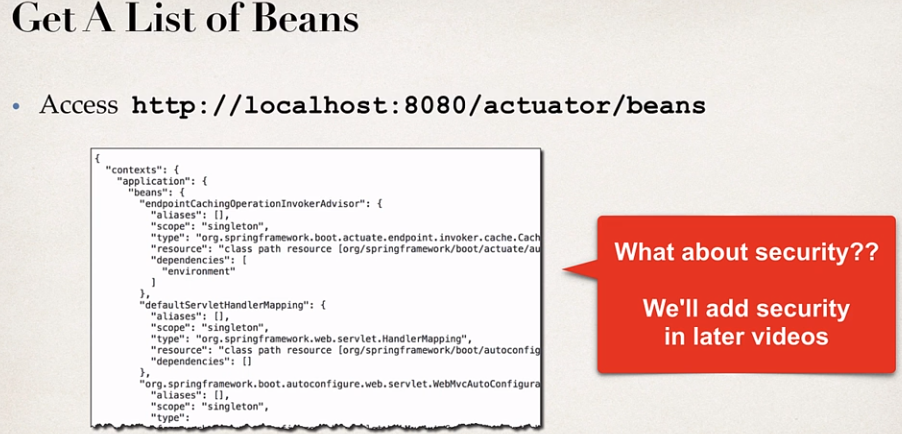 Get A List of Beans
• Access http://localhost:8080/actuator/beans
{
"contexts": {
"application": {
"beans": {
"endpointCachingOperationInvokerAdvisor": {
"aliases": [],
"scope": "singleton",
"type": "org.springframework.boot.actuate.endpoint.invoker.cache.Cach
"resource": "class path resource [org/springframework/boot/actuate/au
"dependencies": [
"environment"
]
},
"defaultServletHandlerMapping": {
"aliases": [],
"scope": "singleton",
"type": "org.springframework.web.servlet.HandlerMapping",
"resource": "class path resource [org/springframework/boot/autoconfig
"dependencies": []
},
"org.springframework.boot.autoconfigure.web.servlet.WebMvcAutoConfigura
"aliases": [],
"scope": "singleton",
"type":
What about security??
We'll add security
in later videos